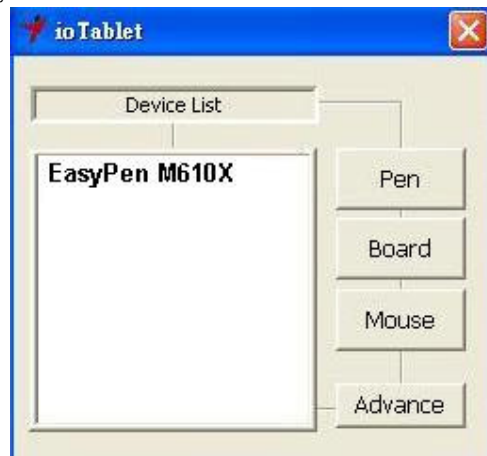 ioTablet
Device List
EasyPen M610X
Pen
Board
Mouse
Advance